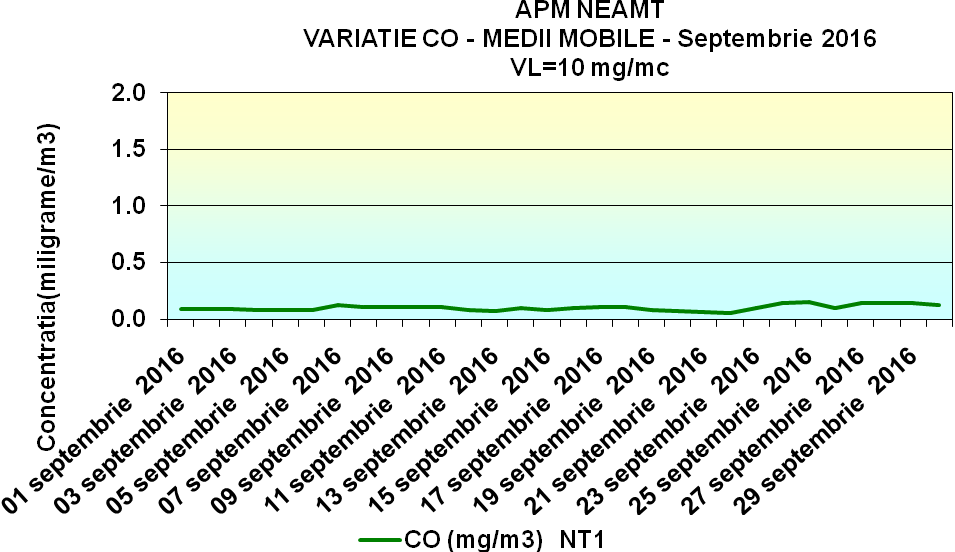 APM NEAMT
VARIATIE CO - MEDII MOBILE - Septembrie 2016
VL=10 mg/mc
Concentratia(miligrame/m3)
2.0
1.5
1.0
0.5
0.0
01 septembrie 2016
03 septembrie 2016
05 septembrie 2016
07 septembrie 2016
09 septembrie 2016
11 septembrie 2016
13 septembrie 2016
15 septembrie 2016
17 septembrie 2016
19 septembrie 2016
21 septembrie 2016
23 septembrie 2016
25 septembrie 2016
27 septembrie 2016
29 septembrie 2016
CO (mg/m3) NT1